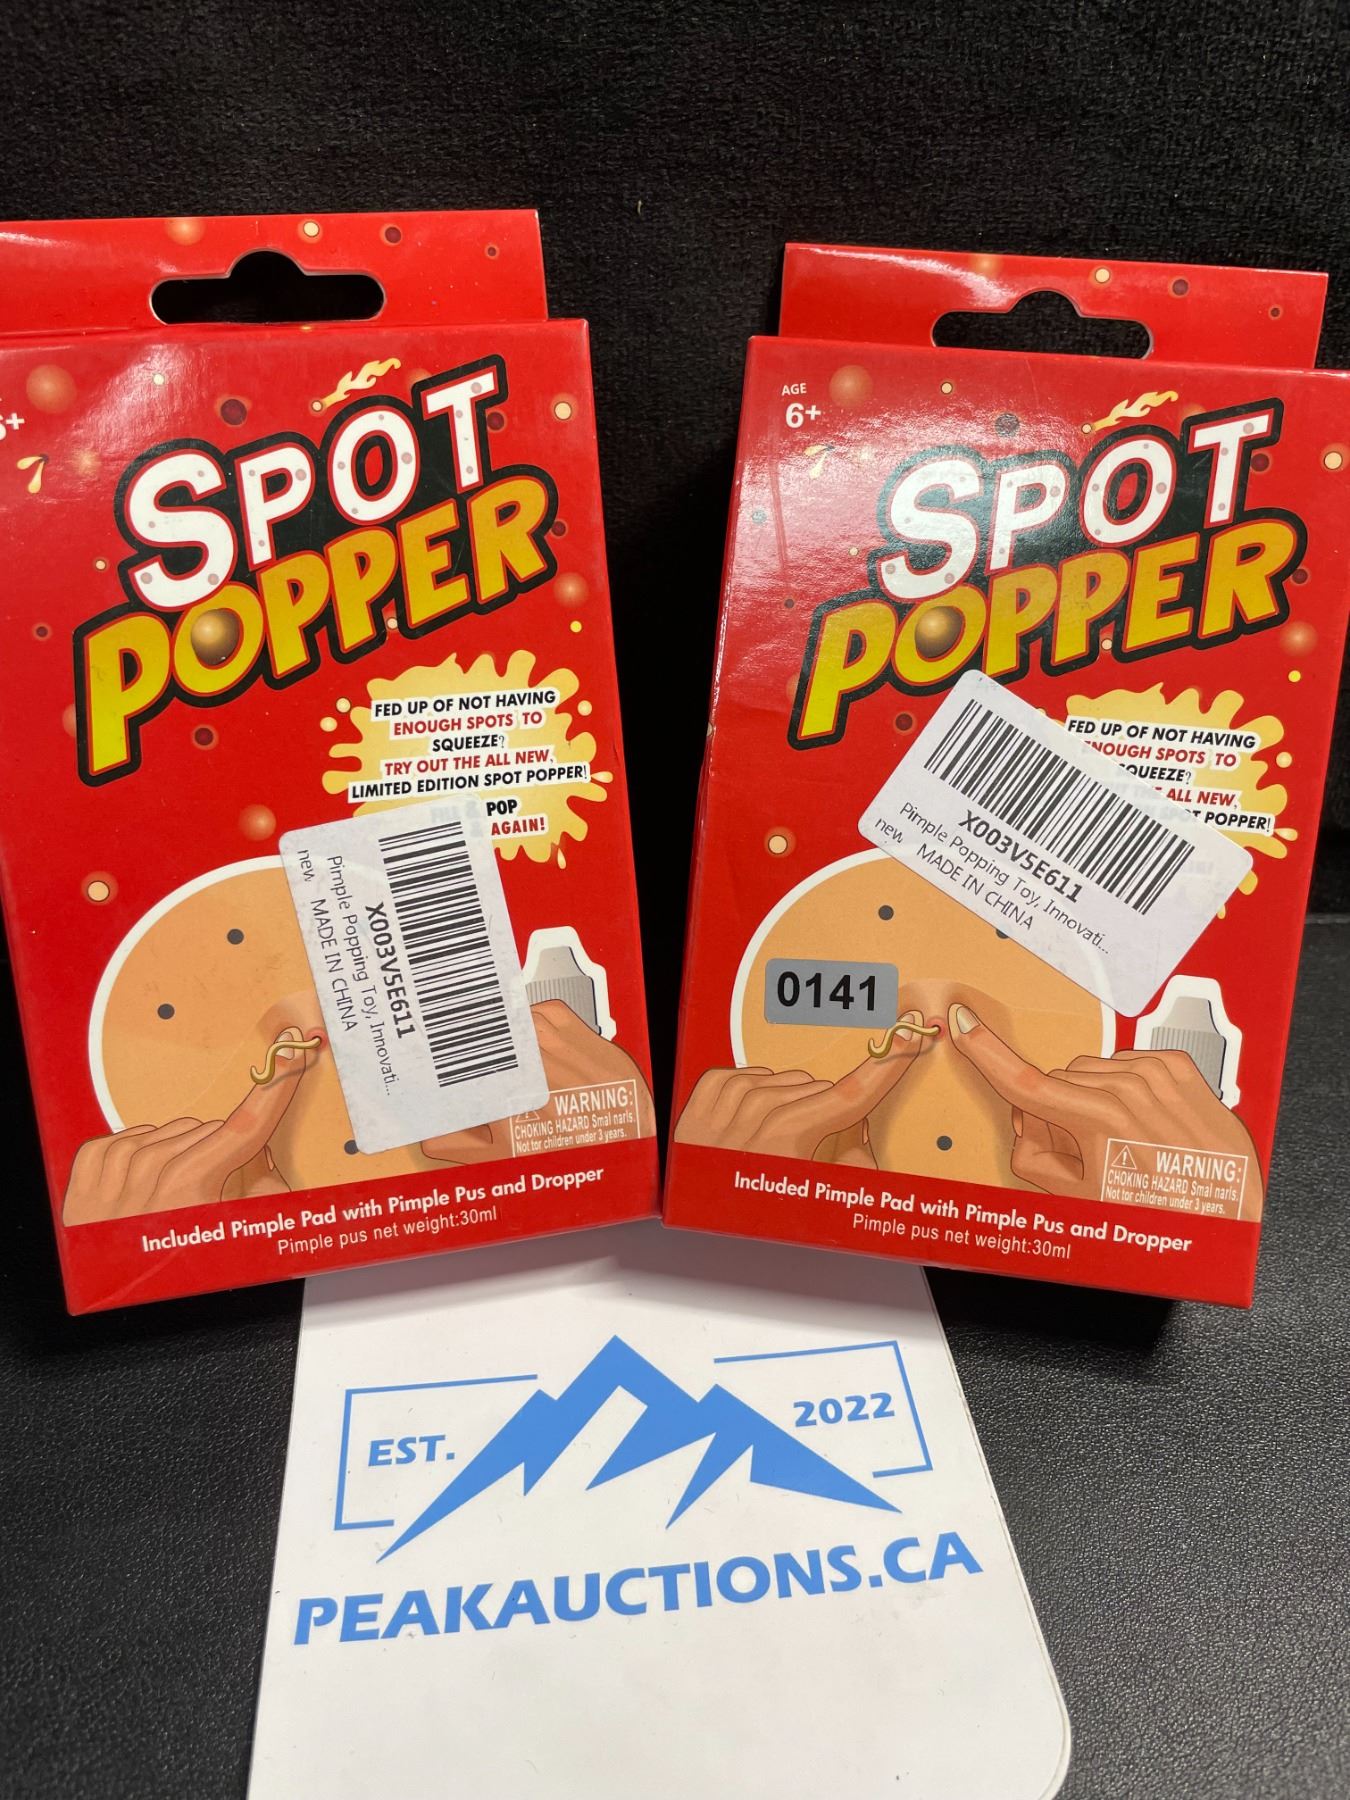 6+
SPOT
POPPER
FED UP OF NOT HAVING
ENOUGH SPOTS TO
SQUEEZE?
TRY OUT THE ALL NEW,
LIMITED EDITION SPOT POPPER!
POP
AGAIN!
X003V5E611
Pimple Popping Toy, Innovati...
new
MADE IN CHINA
WARNING:
CHOKING HAZARD Smal narls.
Not tor children under 3 years.
Included Pimple Pad with Pimple Pus and Dropper
Pimple pus net weight:30ml
AGE
6+
SPOT
POPPER
FED UP OF NOT HAVING
ENOUGH SPOTS TO
SQUEEZE?
ALL NEW,
SPOT POPPER!
X003V5E611
Pimple Popping Toy, Innovati...
new
MADE IN CHINA
0141
WARNING:
CHOKING HAZARD Smal narls.
Not tor children under 3 years.
Included Pimple Pad with Pimple Pus and Dropper
Pimple pus net weight:30ml
EST.
2022
PEAKAUCTIONS.CA